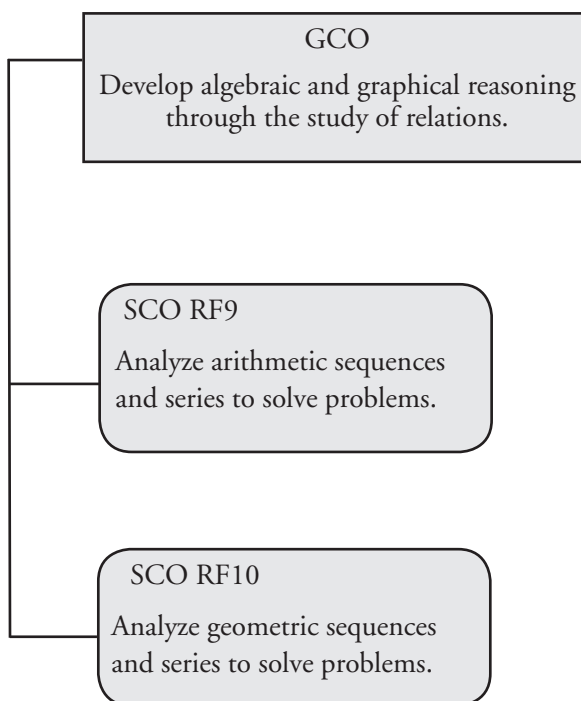 GCO
Develop algebraic and graphical reasoning
through the study of relations.
SCO RF9
Analyze arithmetic sequences
and series to solve problems.
SCO RF10
Analyze geometric sequences
and series to solve problems.